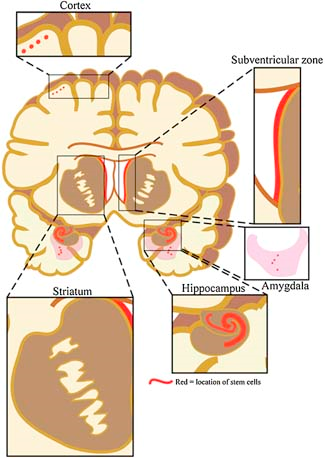 Cortex
Subventricular zone
Amygdala
Striatum
Hippocampus
Red = location of stem cells